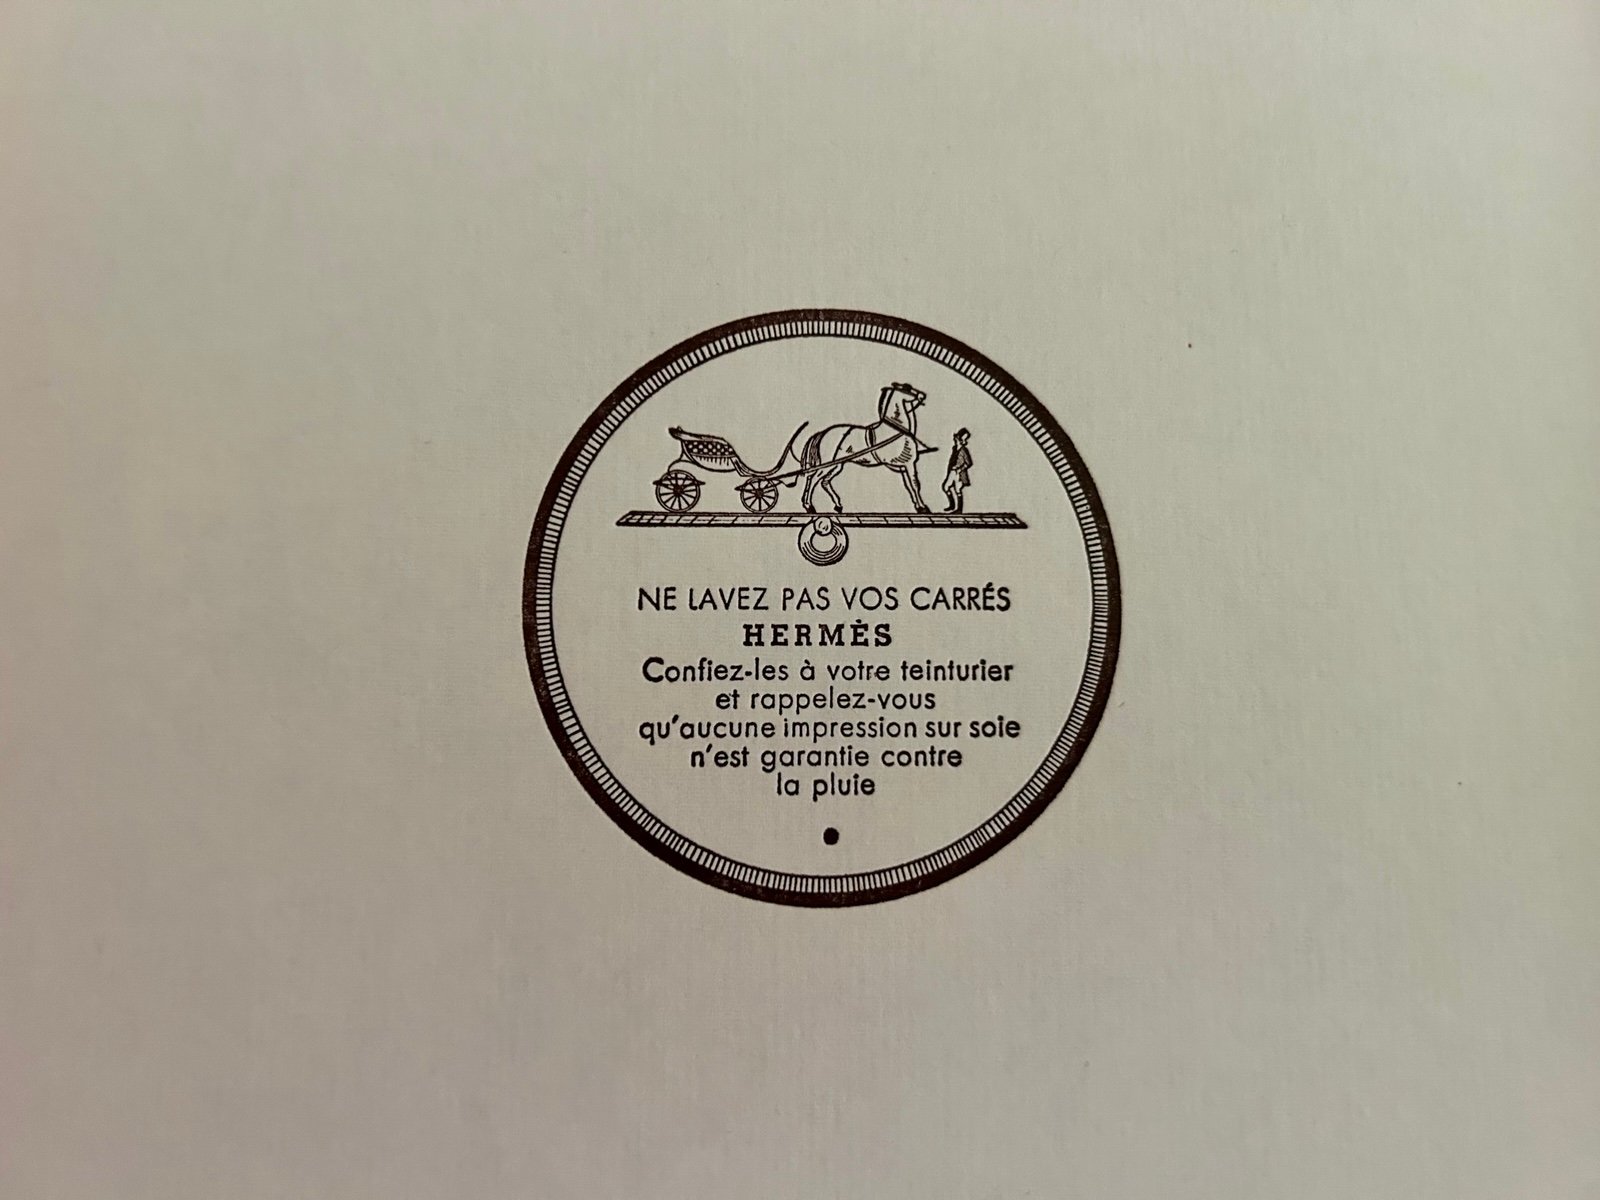 NE LAVEZ PAS VOS CARRÉS
HERMÈS
Confiez-les à votre teinturier
et rappelez-vous
qu'aucune impression sur soie
n'est garantie contre
la pluie